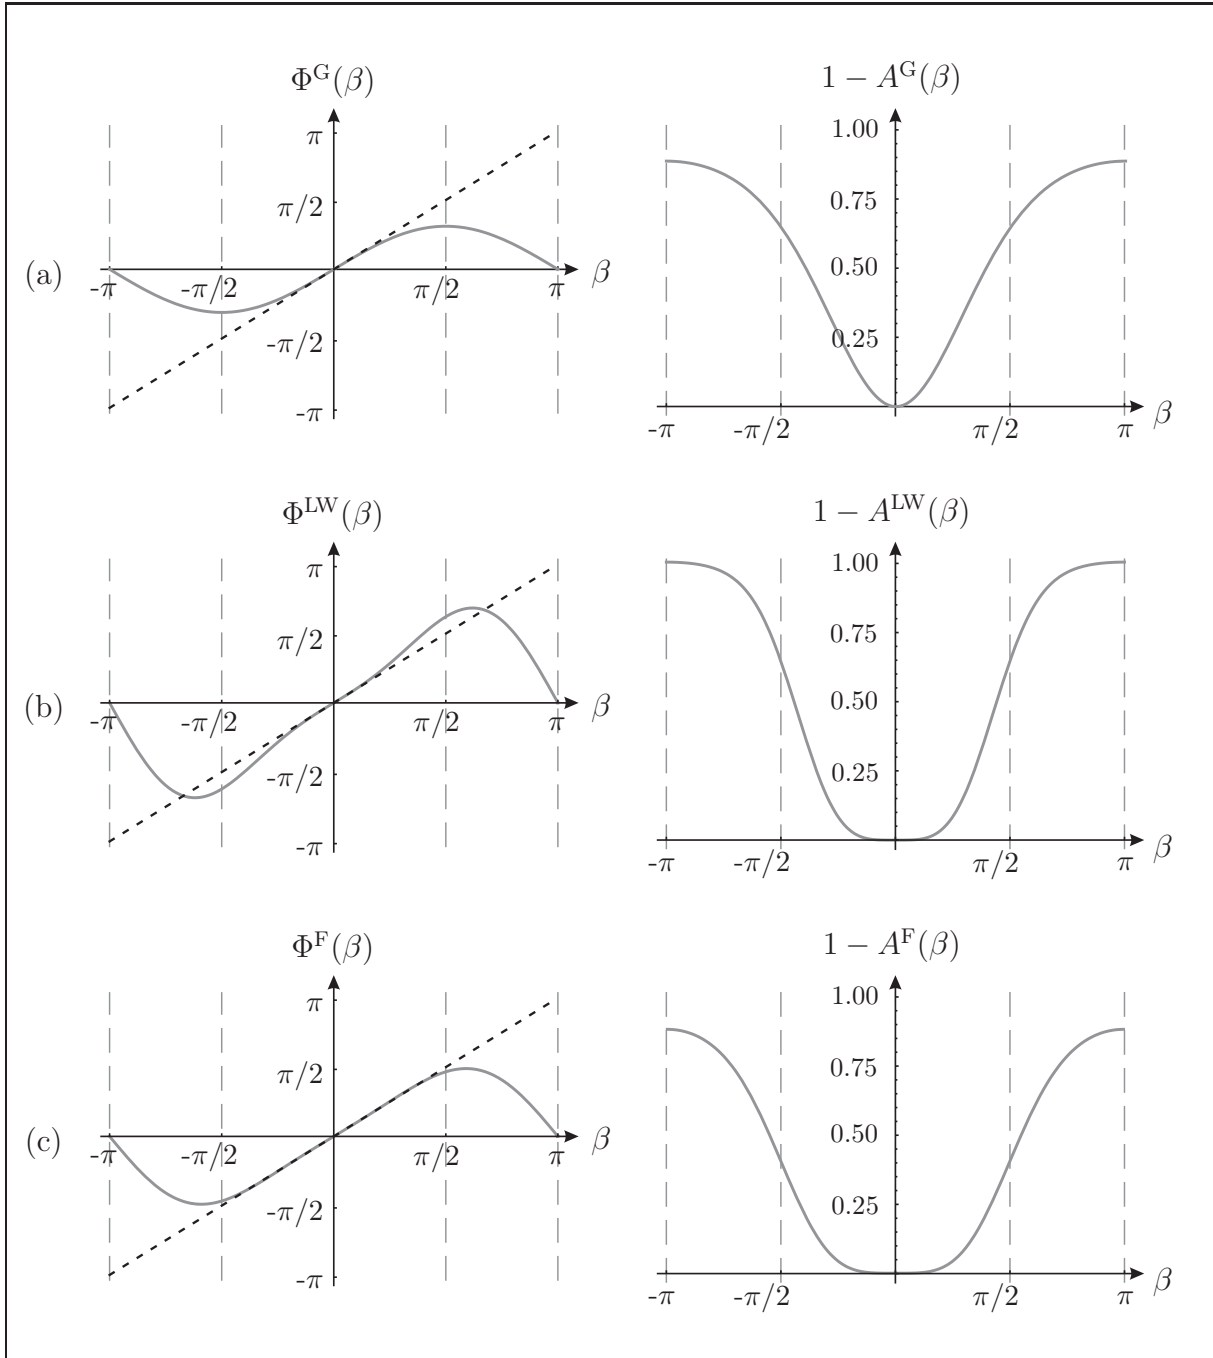 Φ^G(β) 1 − A^G(β)
π 1.00
π/2 0.75
(a) -π -π/2 π/2 π β 0.50
-π/2 0.25
-π -π -π/2 π/2 π β
Φ^LW(β) 1 − A^LW(β)
π 1.00
π/2 0.75
(b) -π -π/2 π/2 π β 0.50
-π/2 0.25
-π -π -π/2 π/2 π β
Φ^F(β) 1 − A^F(β)
π 1.00
π/2 0.75
(c) -π -π/2 π/2 π β 0.50
-π/2 0.25
-π -π -π/2 π/2 π β